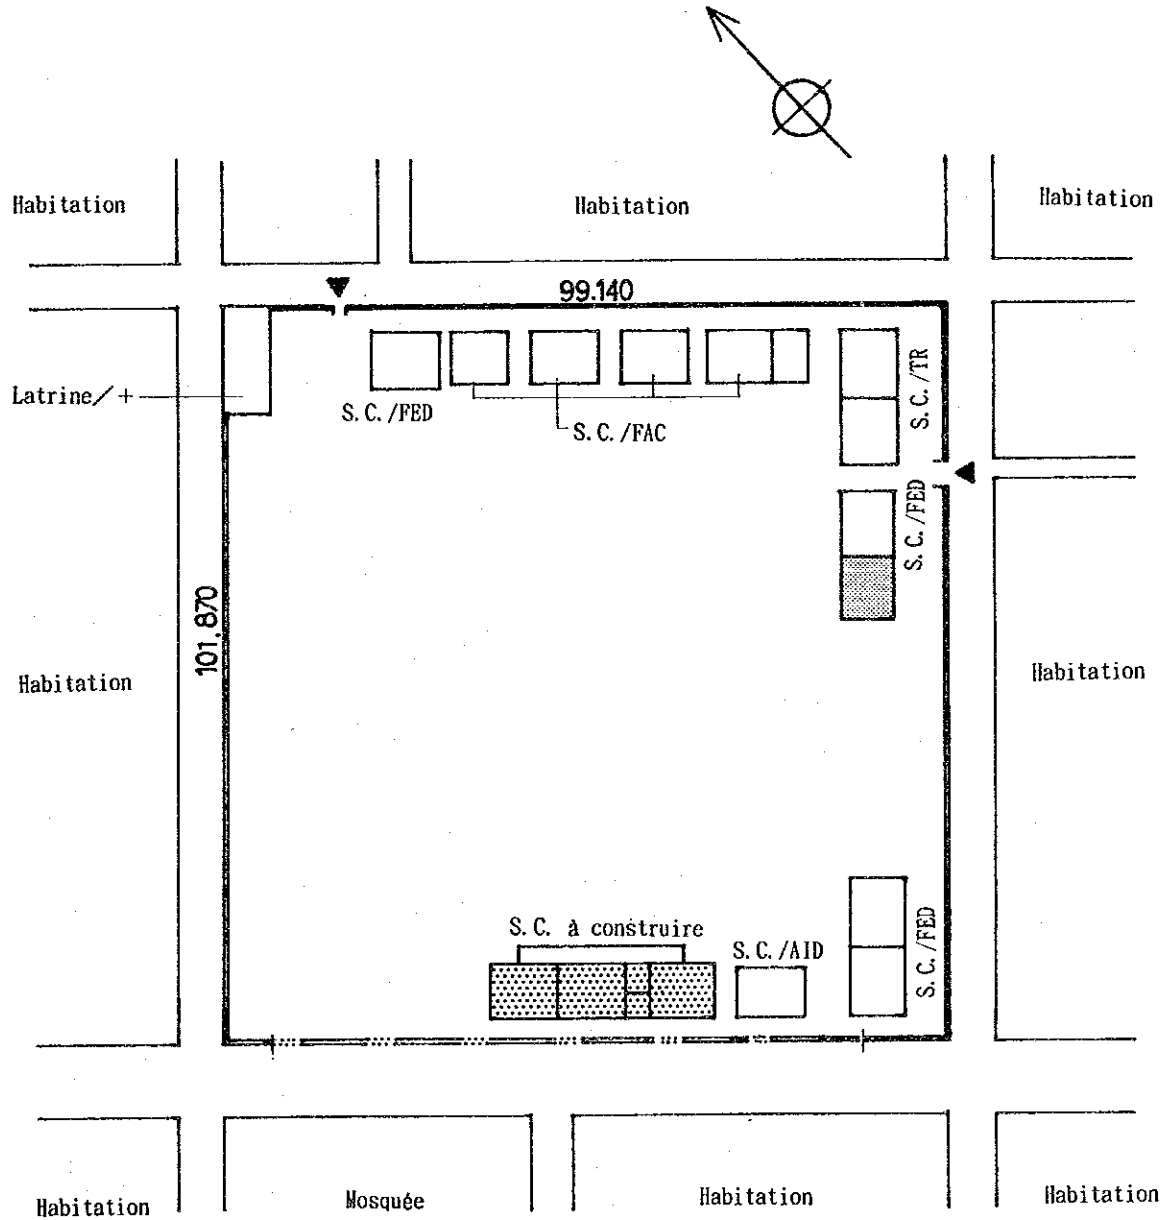 Habitation
Habitation
Habitation
99.140
Latrine/+
S.C./FED
S.C./FAC
S.C./TR
S.C./FED
101,870
Habitation
Habitation
S.C. à construire
S.C./AID
S.C./FED
Habitation
Mosquée
Habitation
Habitation